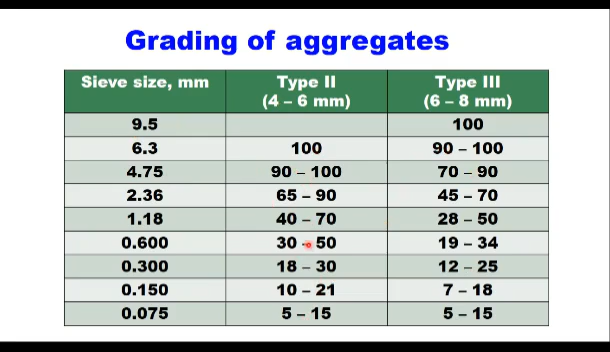 Grading of aggregates
Sieve size, mm Type II (4 – 6 mm) Type III (6 – 8 mm)
9.5 100
6.3 100 90 – 100
4.75 90 – 100 70 – 90
2.36 65 – 90 45 – 70
1.18 40 – 70 28 – 50
0.600 30 – 50 19 – 34
0.300 18 – 30 12 – 25
0.150 10 – 21 7 – 18
0.075 5 – 15 5 – 15